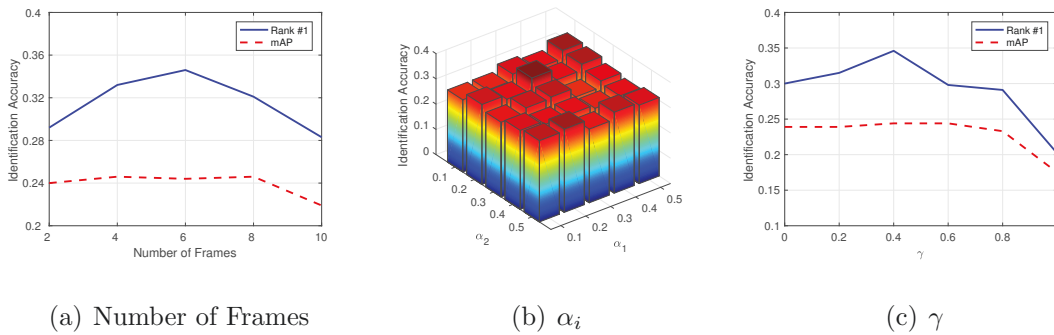 Rank #1
mAP
0.4
0.36
0.32
0.28
0.24
0.2
Identification Accuracy
2 4 6 8 10
Number of Frames
(a) Number of Frames
0.4
0.3
0.2
0.1
0
Identification Accuracy
0.1
0.2
0.3
0.4
0.5
α2
0.1
0.2
0.3
0.4
0.5
α1
(b) αi
Rank #1
mAP
0.4
0.35
0.3
0.25
0.2
0.15
0.1
Identification Accuracy
0 0.2 0.4 0.6 0.8
γ
(c) γ